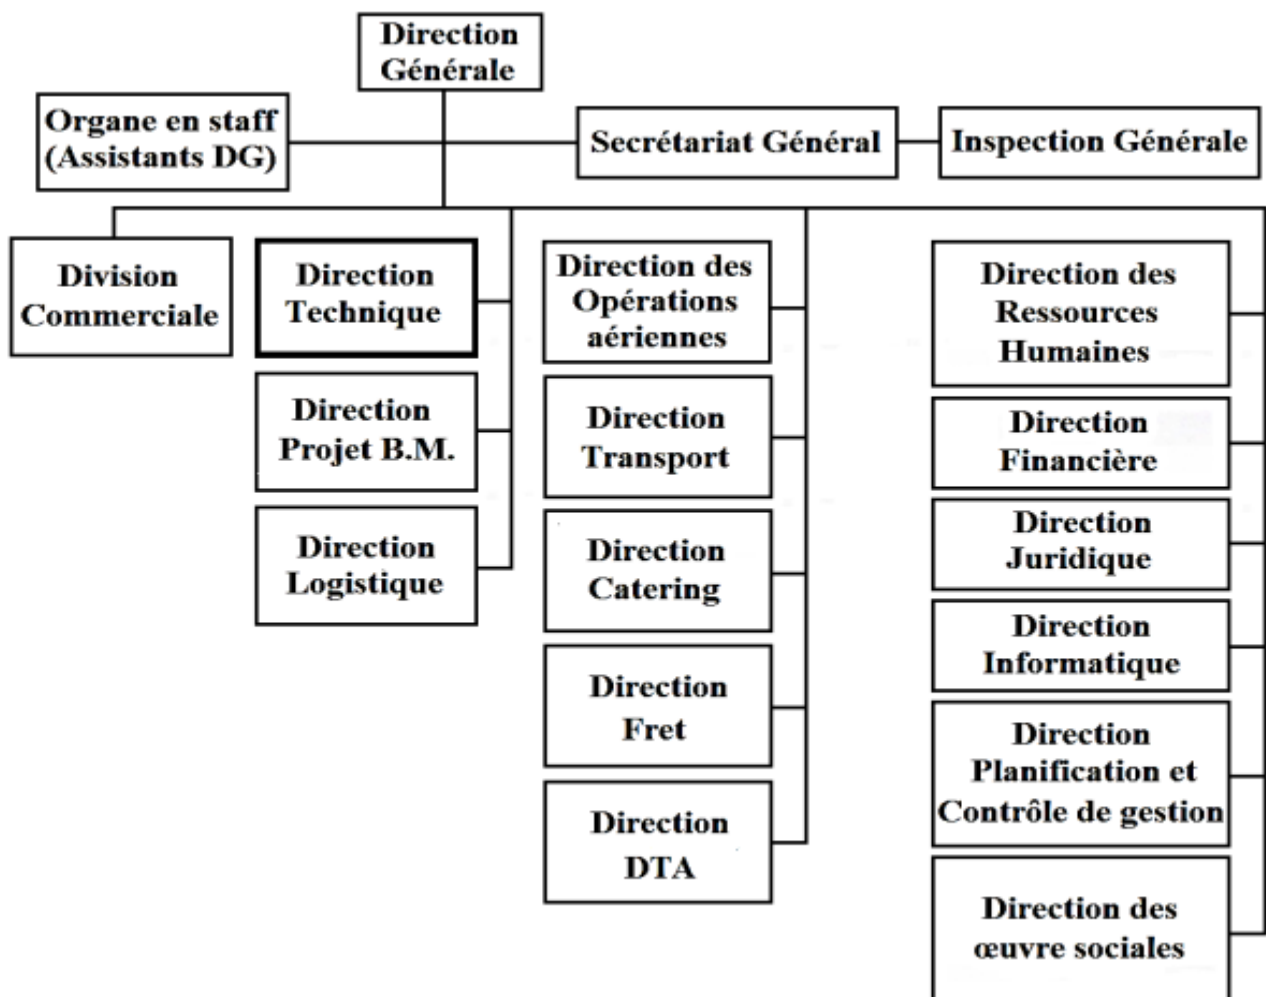 Direction
Générale
Organe en staff
(Assistants DG)
Secrétariat Général
Inspection Générale
Division
Commerciale
Direction
Technique
Direction
Projet B.M.
Direction
Logistique
Direction des
Opérations
aériennes
Direction
Transport
Direction
Catering
Direction
Fret
Direction
DTA
Direction des
Ressources
Humaines
Direction
Financière
Direction
Juridique
Direction
Informatique
Direction
Planification et
Contrôle de gestion
Direction des
œuvre sociales